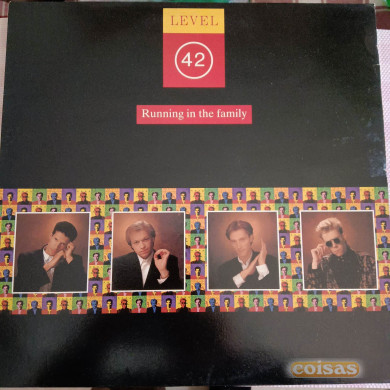 LEVEL
42
Running in the family
coisas